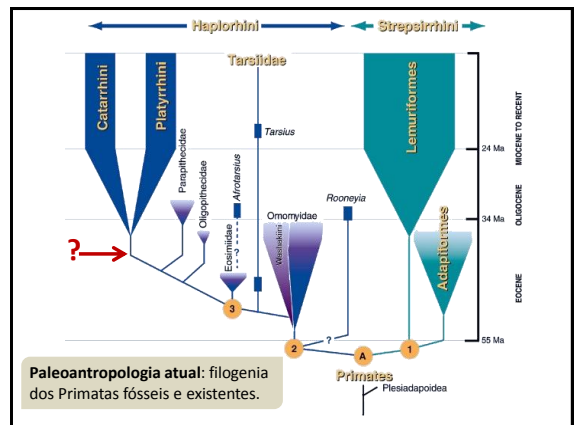 Haplorhini
Strepsirrhini
Tarsiidae
Catarrhini
Platyrrhini
Lemuriformes
Parapithecidae
Oligopithecidae
Afrotarsius
Tarsius
Rooneyia
Eosimiidae
?
Omomyidae
Adapiformes
?
3
2
?
A
1
Primates
Plesiadapoidea
24 Ma
34 Ma
55 Ma
MIOCENE TO RECENT
OLIGOCENE
EOCENE
Paleoantropologia atual: filogenia
dos Primatas fósseis e existentes.